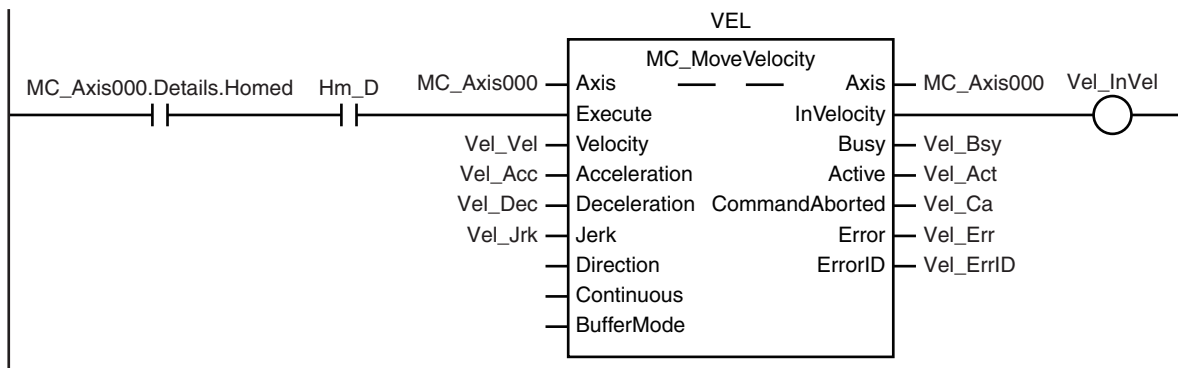 VEL
MC_MoveVelocity
MC_Axis000.Details.Homed Hm_D MC_Axis000 Axis Axis MC_Axis000 Vel_InVel
Execute InVelocity
Vel_Vel Velocity Busy Vel_Bsy
Vel_Acc Acceleration Active Vel_Act
Vel_Dec Deceleration CommandAborted Vel_Ca
Vel_Jrk Jerk Error Vel_Err
Direction ErrorID Vel_ErrID
Continuous
BufferMode